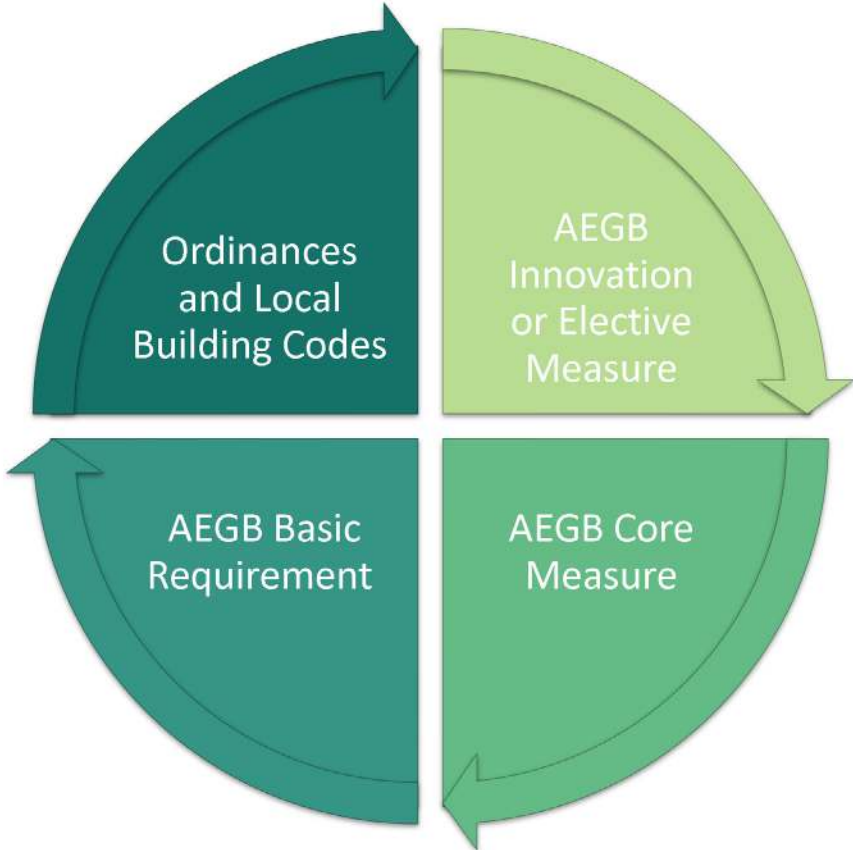 Ordinances
and Local
Building Codes
AEGB
Innovation
or Elective
Measure
AEGB Basic
Requirement
AEGB Core
Measure